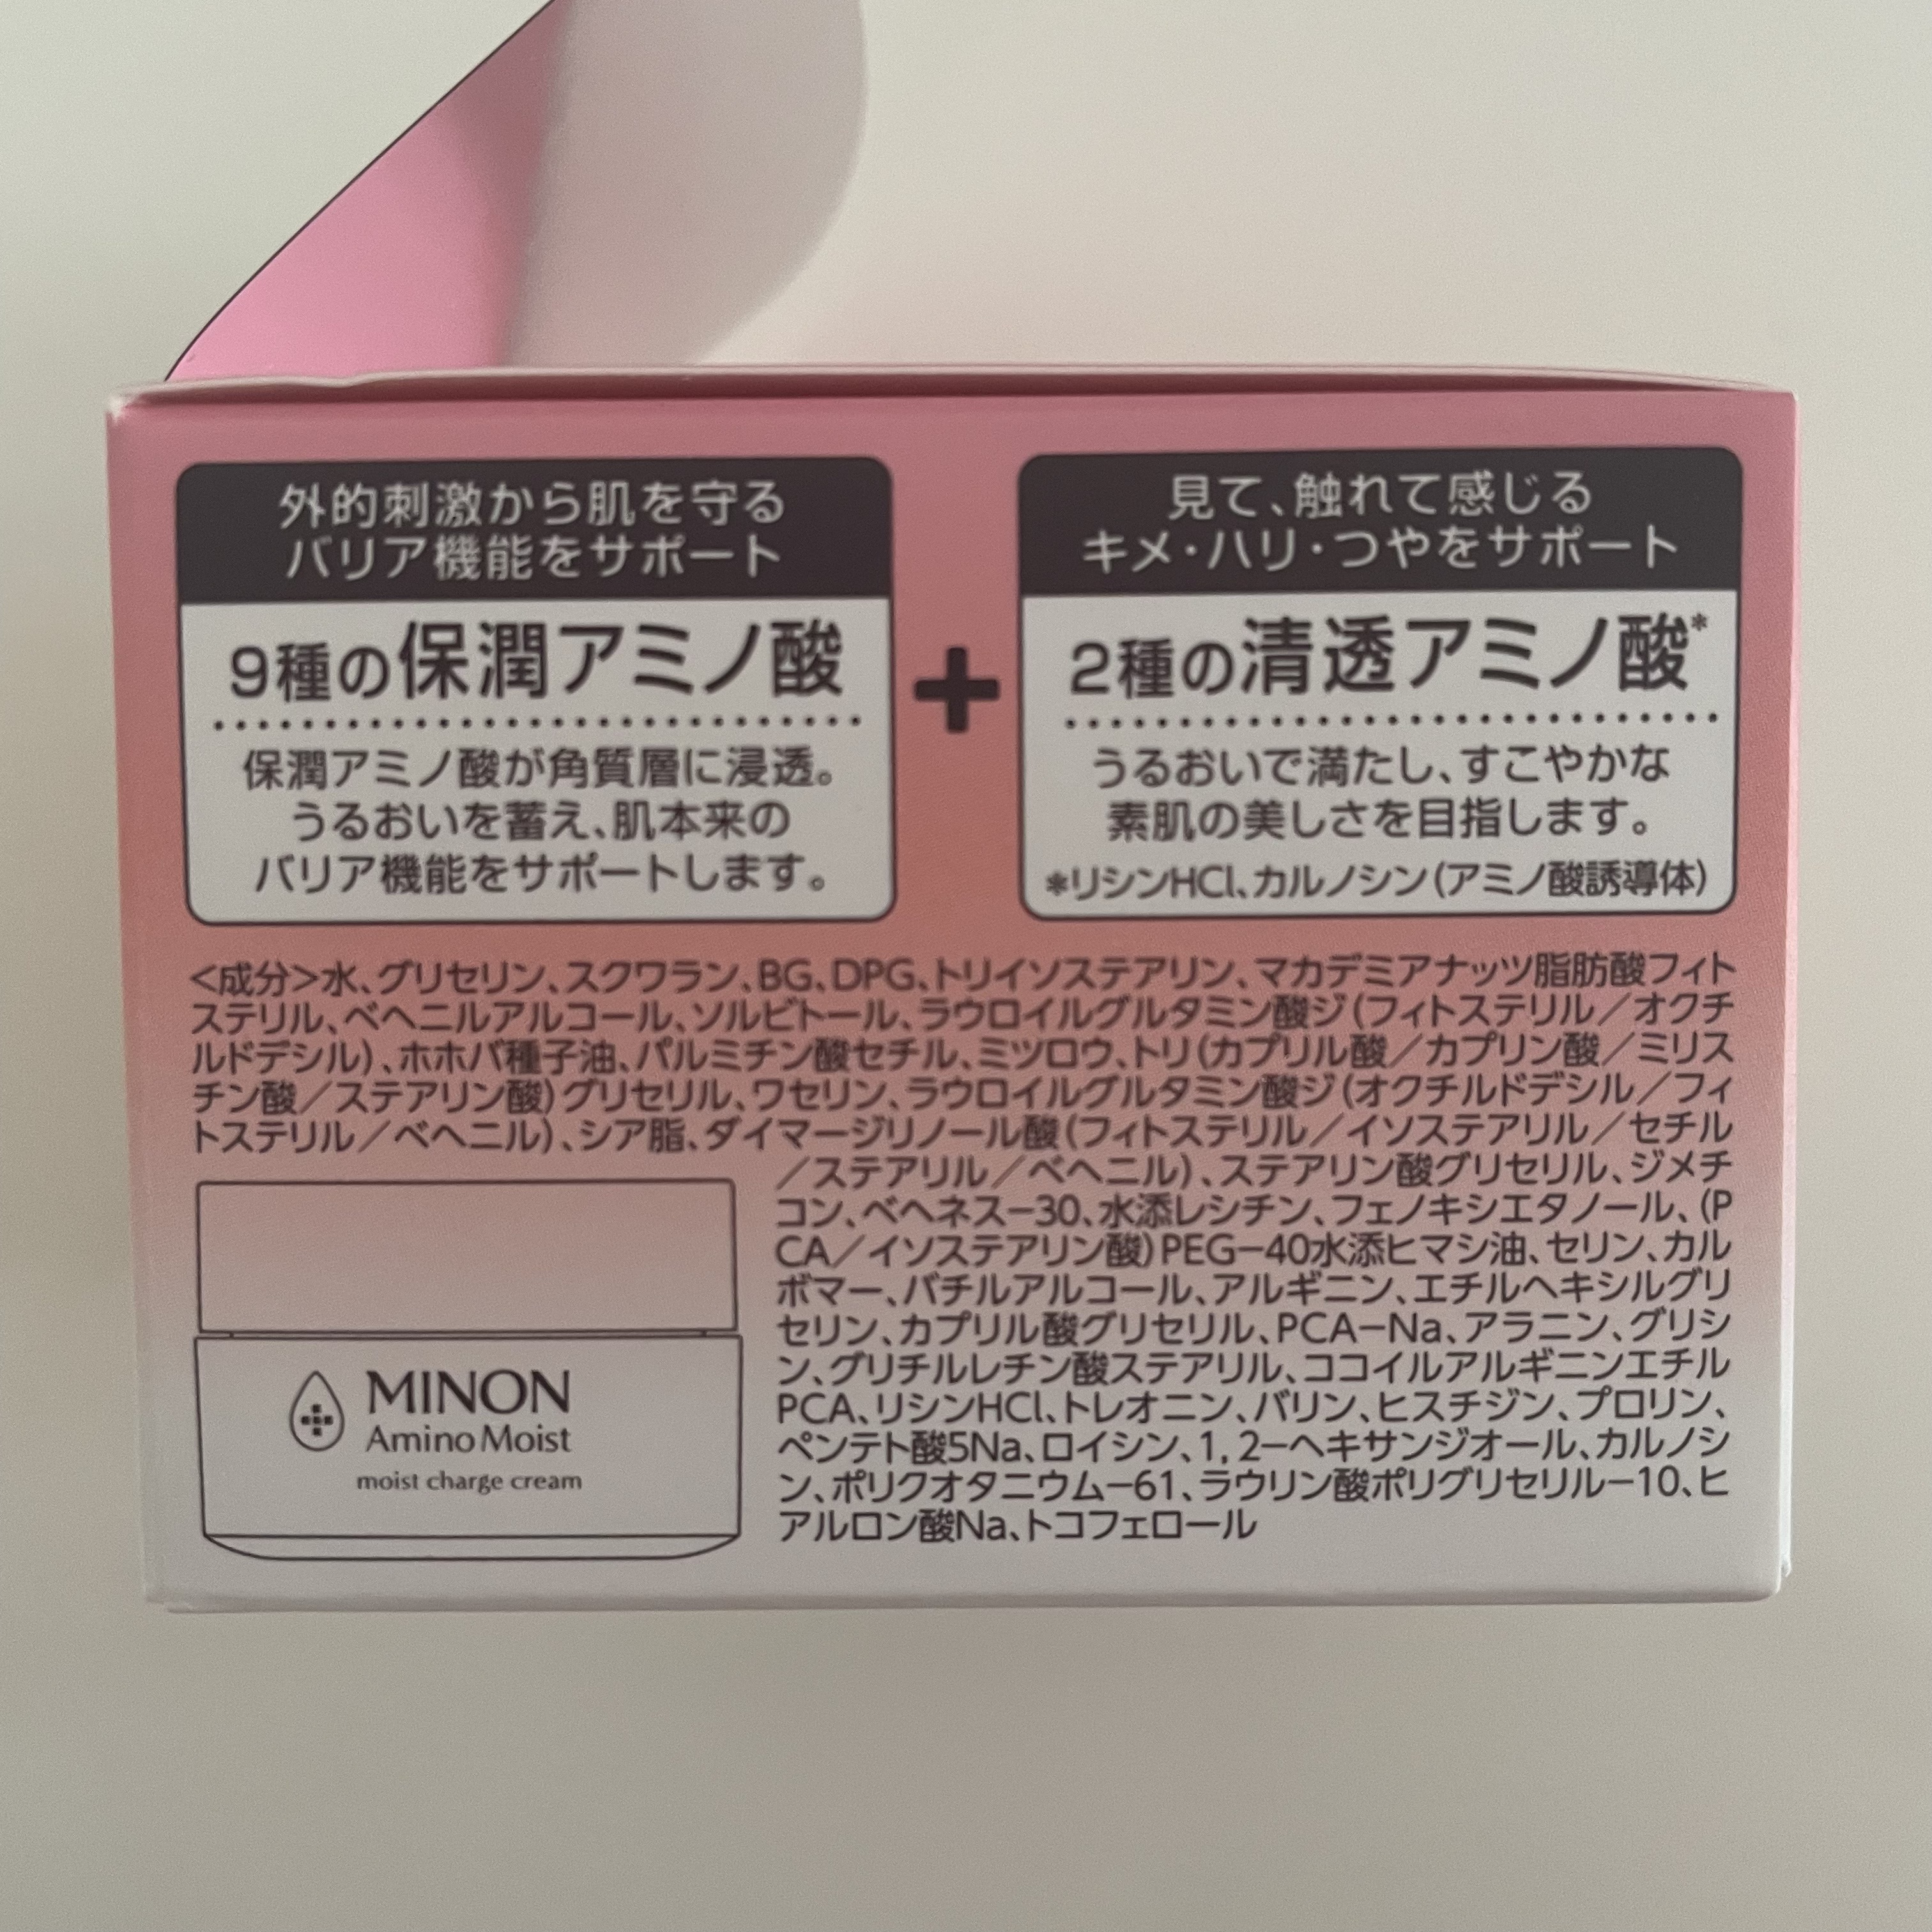 外的刺激から肌を守る
バリア機能をサポート
9種の保潤アミノ酸
保潤アミノ酸が角質層に浸透。
うるおいを蓄え、肌本来の
バリア機能をサポートします。
+
見て、触れて感じる
キメ・ハリ・つやをサポート
2種の清透アミノ酸*
うるおいで満たし、すこやかな
素肌の美しさを目指します。
*リシンHCl、カルノシン(アミノ酸誘導体)
<成分>水、グリセリン、スクワラン、BG、DPG、トリイソステアリン、マカデミアナッツ脂肪酸フィト
ステリル、ベヘニルアルコール、ソルビトール、ラウロイルグルタミン酸ジ(フィトステリル/オクチ
ルドデシル)、ホホバ種子油、パルミチン酸セチル、ミツロウ、トリ(カプリル酸/カプリン酸/ミリス
チン酸/ステアリン酸)グリセリル、ワセリン、ラウロイルグルタミン酸ジ(オクチルドデシル/フィ
トステリル/ベヘニル)、シア脂、ダイマージリノール酸(フィトステリル/イソステアリル/セチル
/ステアリル/ベヘニル)、ステアリン酸グリセリル、ジメチ
コン、ベヘネス-30、水添レシチン、フェノキシエタノール、(P
CA/イソステアリン酸)PEG-40水添ヒマシ油、セリン、カル
ボマー、バチルアルコール、アルギニン、エチルヘキシルグリ
セリン、カプリル酸グリセリル、PCA-Na、アラニン、グリシ
ン、グリチルレチン酸ステアリル、ココイルアルギニンエチル
PCA、リシンHCl、トレオニン、バリン、ヒスチジン、プロリン、
ペンテト酸5Na、ロイシン、1,2-ヘキサンジオール、カルノシ
ン、ポリクオタニウム-61、ラウリン酸ポリグリセリル-10、ヒ
アルロン酸Na、トコフェロール
MINON
Amino Moist
moist charge cream